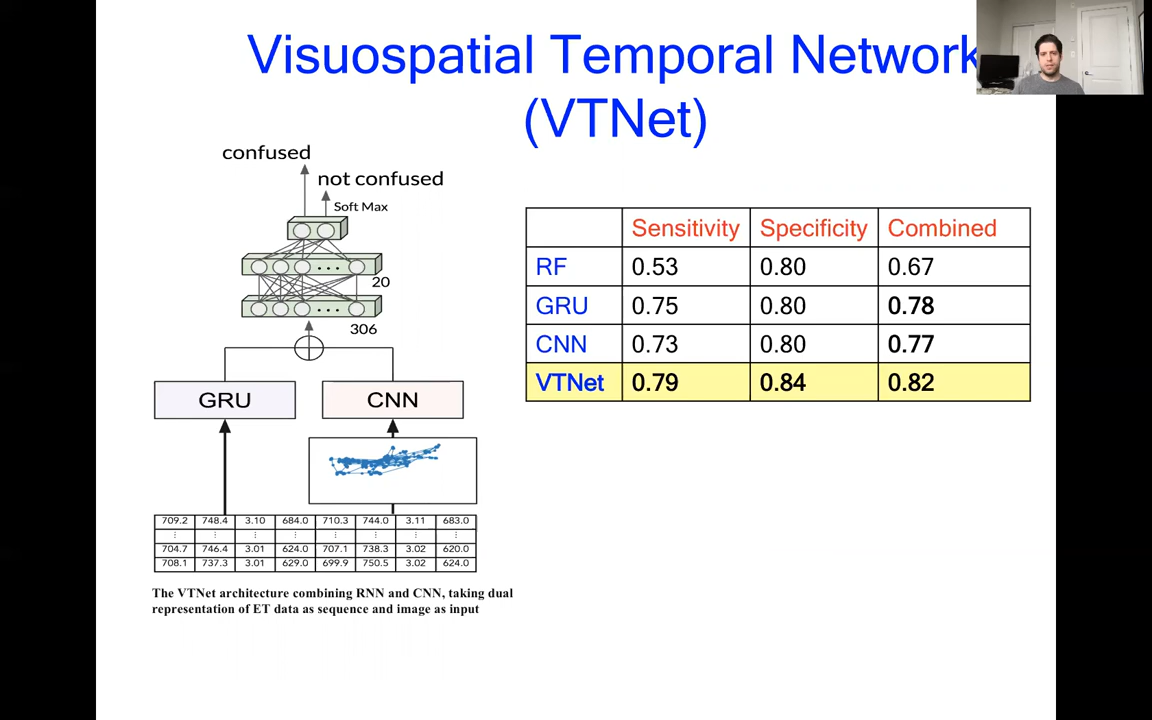 Visuospatial Temporal Network
(VTNet)
confused
not confused
Soft Max
20
306
GRU
CNN
709.2 748.4 3.10 684.0 710.3 744.0 3.11 683.0
⋮ ⋮ ⋮ ⋮ ⋮ ⋮ ⋮ ⋮
704.7 746.4 3.01 624.0 707.1 738.3 3.02 620.0
708.1 737.3 3.01 629.0 699.9 750.5 3.02 624.0
The VTNet architecture combining RNN and CNN, taking dual
representation of ET data as sequence and image as input
Sensitivity Specificity Combined
RF 0.53 0.80 0.67
GRU 0.75 0.80 0.78
CNN 0.73 0.80 0.77
VTNet 0.79 0.84 0.82